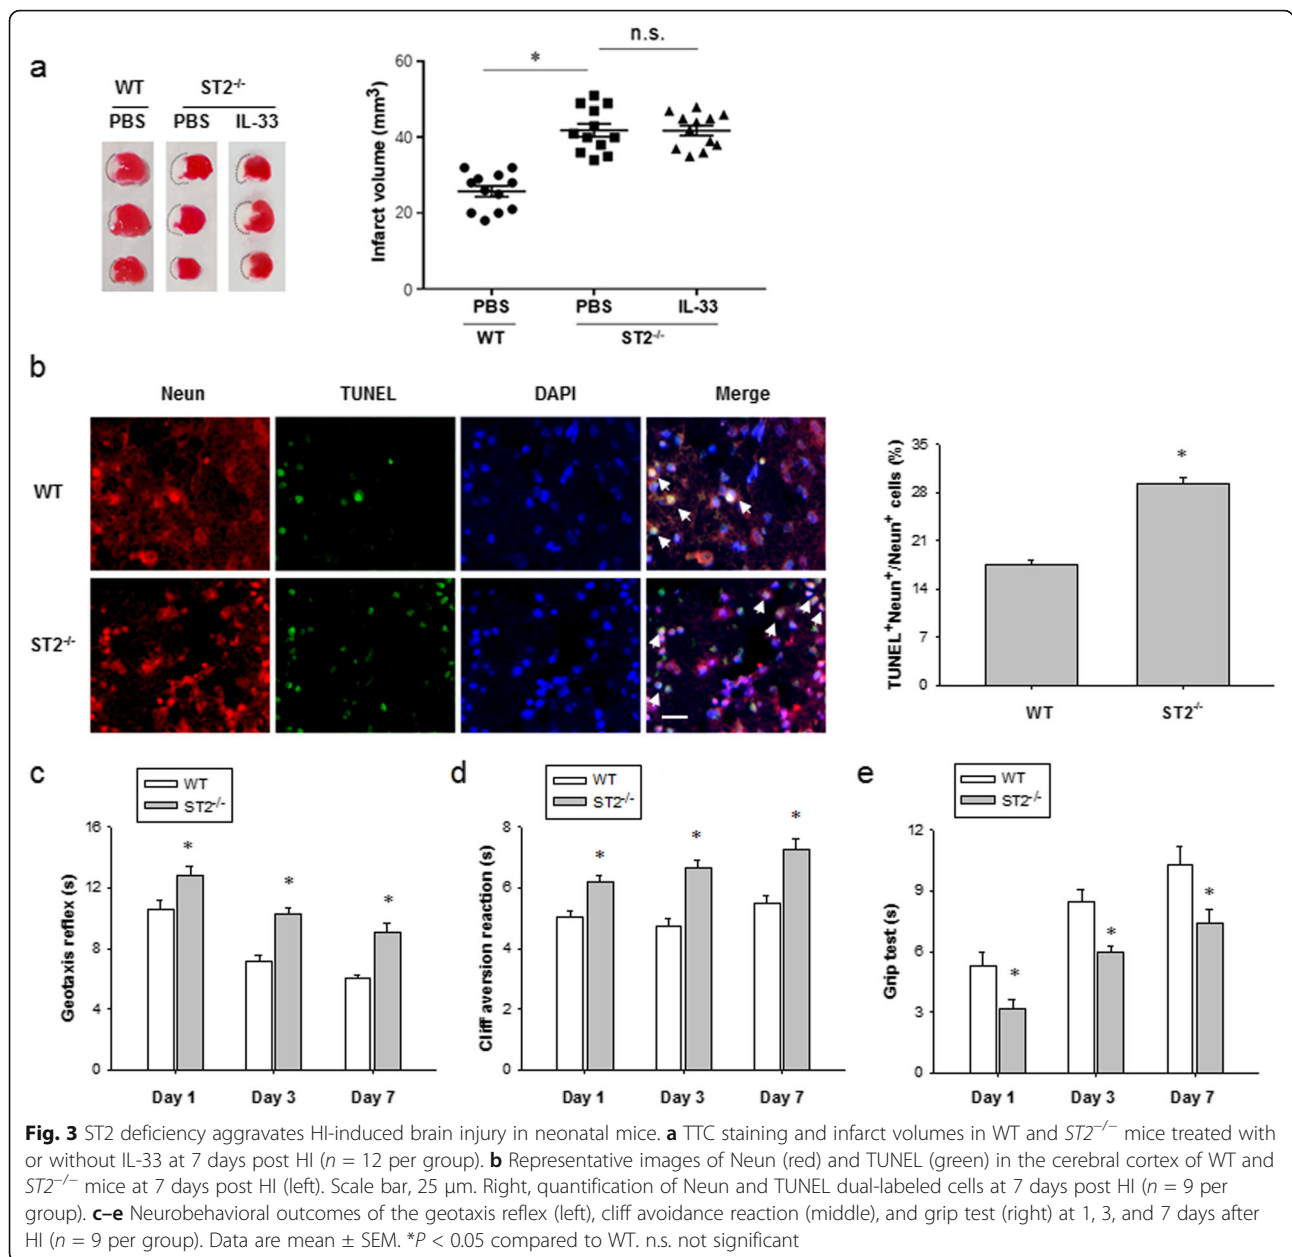 a
WT ST2-/-
PBS PBS IL-33
n.s.
*
60
40
20
0
Infarct volume (mm3)
PBS PBS IL-33
WT ST2-/-
b
Neun TUNEL DAPI Merge
WT
ST2-/-
35
28
21
14
7
0
TUNEL+Neun+/Neun+ cells (%)
*
WT ST2-/-
c
WT
ST2-/-
16
12
8
4
0
Geotaxis reflex (s)
* * *
Day 1 Day 3 Day 7
d
WT
ST2-/-
8
6
4
2
0
Cliff aversion reaction (s)
* * *
Day 1 Day 3 Day 7
e
WT
ST2-/-
12
9
6
3
0
Grip test (s)
* * *
Day 1 Day 3 Day 7
Fig. 3 ST2 deficiency aggravates HI-induced brain injury in neonatal mice. a TTC staining and infarct volumes in WT and ST2−/− mice treated with
or without IL-33 at 7 days post HI (n = 12 per group). b Representative images of Neun (red) and TUNEL (green) in the cerebral cortex of WT and
ST2−/− mice at 7 days post HI (left). Scale bar, 25 μm. Right, quantification of Neun and TUNEL dual-labeled cells at 7 days post HI (n = 9 per
group). c–e Neurobehavioral outcomes of the geotaxis reflex (left), cliff avoidance reaction (middle), and grip test (right) at 1, 3, and 7 days after
HI (n = 9 per group). Data are mean ± SEM. *P < 0.05 compared to WT. n.s. not significant